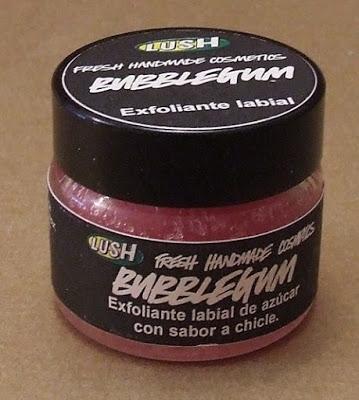 LUSH
FRESH HANDMADE COSMETICS
BUBBLEGUM
Exfoliante labial
LUSH
FRESH HANDMADE COSMETICS
BUBBLEGUM
Exfoliante labial de azúcar
con sabor a chicle.